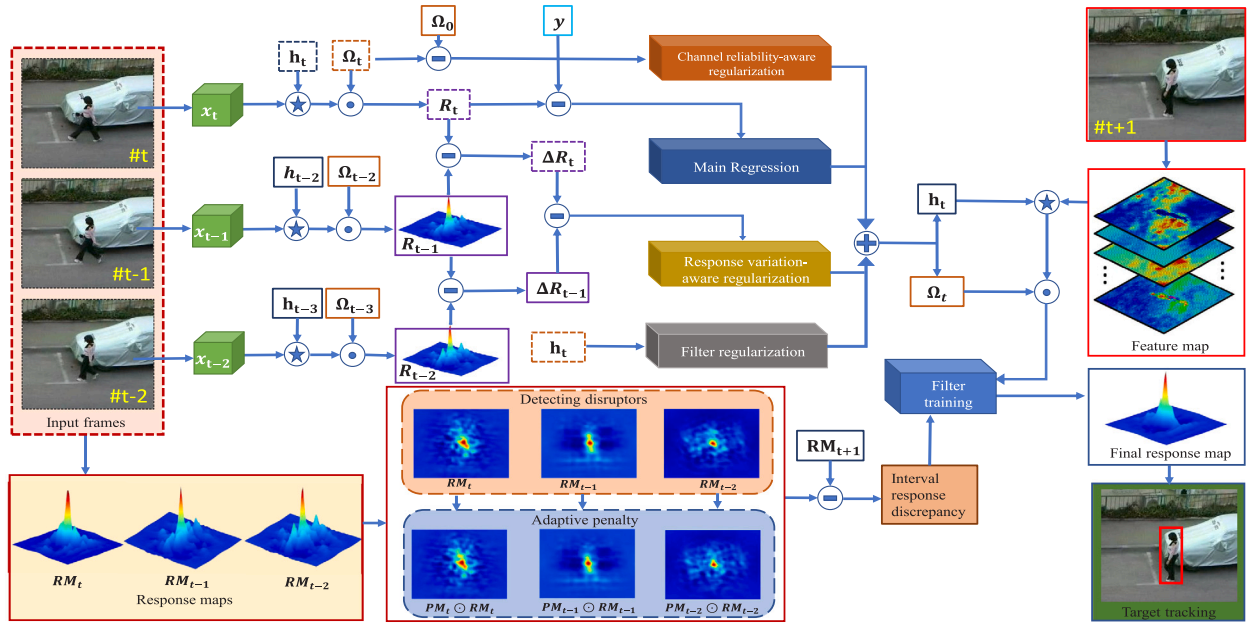 Ω₀
y
hₜ
Ωₜ
Channel reliability-aware
regularization
#t
xₜ
Rₜ
#t+1
Main Regression
ΔRₜ
hₜ₋₂
Ωₜ₋₂
#t-1
xₜ₋₁
Rₜ₋₁
hₜ
Response variation-
aware regularization
ΔRₜ₋₁
Ωₜ
hₜ₋₃
Ωₜ₋₃
#t-2
xₜ₋₂
Rₜ₋₂
hₜ
Filter regularization
Feature map
Input frames
Detecting disruptors
Filter
training
RMₜ
RMₜ₋₁
RMₜ₋₂
RMₜ₊₁
Final response map
Interval
response
discrepancy
Adaptive penalty
RMₜ
RMₜ₋₁
RMₜ₋₂
Response maps
PMₜ ⊙ RMₜ
PMₜ₋₁ ⊙ RMₜ₋₁
PMₜ₋₂ ⊙ RMₜ₋₂
Target tracking